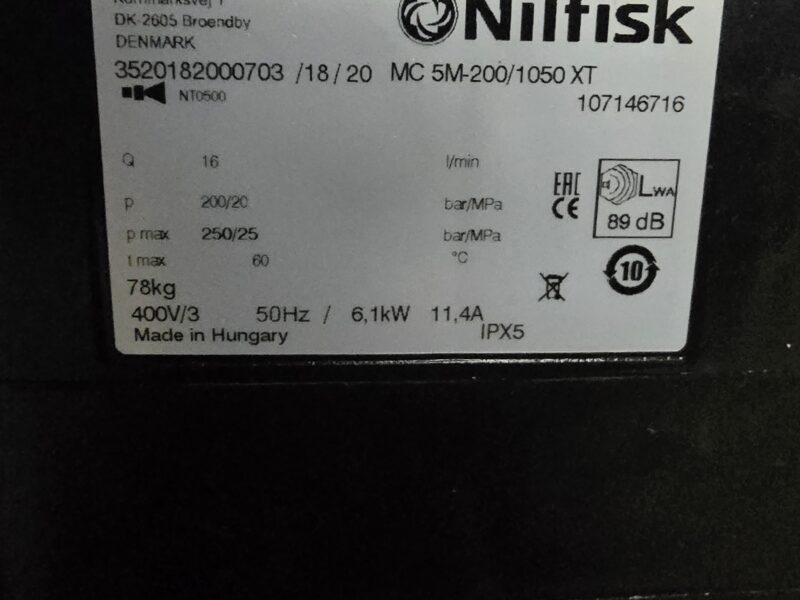 DK-2605 Broendby
DENMARK
Nilfisk
3520182000703 /18/20 MC 5M-200/1050 XT
NT0500
107146716
Q 16 l/min
p 200/20 bar/MPa
p max 250/25 bar/MPa
t max 60 °C
EAC
CE
LWA
89 dB
10
78kg
400V/3 50Hz / 6,1kW 11,4A
Made in Hungary IPX5